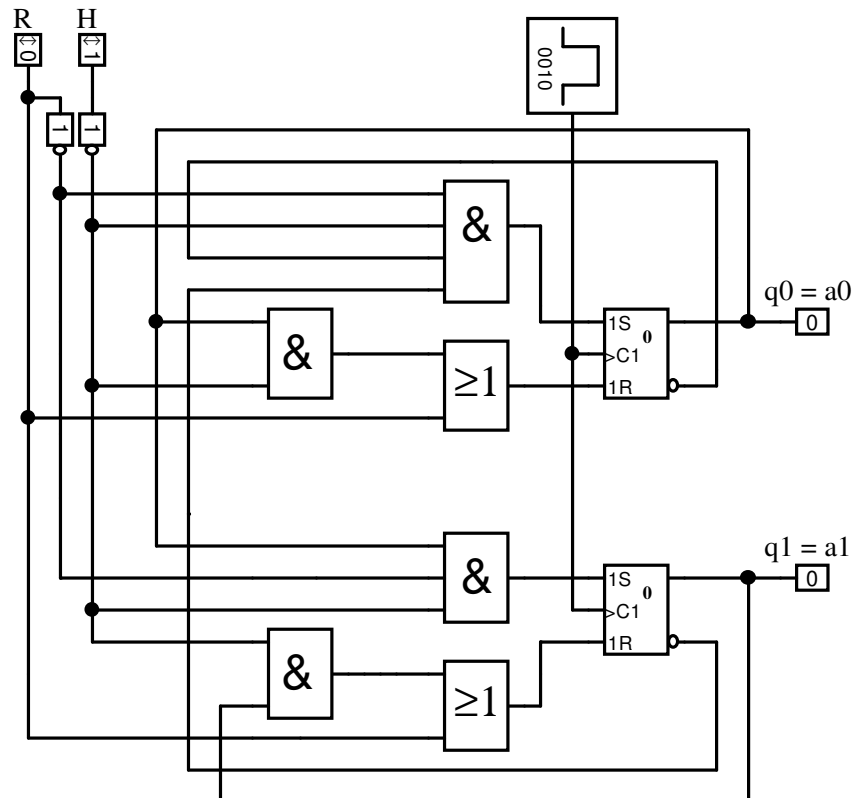 R H
⇔0 ⇔1
0010
1 1
&
q0 = a0
1S 0
0
&
>C1
≥1
1R
q1 = a1
&
1S 0
0
>C1
1R
&
≥1